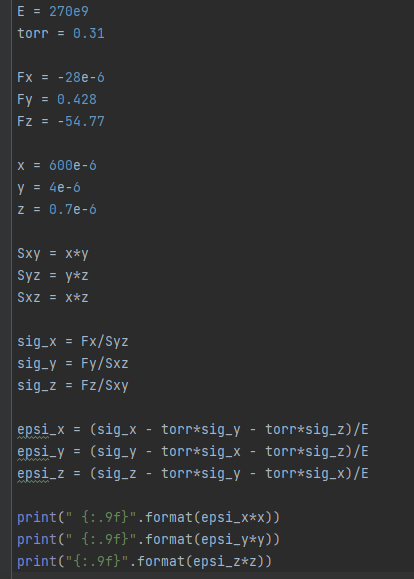 E = 270e9
torr = 0.31
Fx = -28e-6
Fy = 0.428
Fz = -54.77
x = 600e-6
y = 4e-6
z = 0.7e-6
Sxy = x*y
Syz = y*z
Sxz = x*z
sig_x = Fx/Syz
sig_y = Fy/Sxz
sig_z = Fz/Sxy
epsi_x = (sig_x - torr*sig_y - torr*sig_z)/E
epsi_y = (sig_y - torr*sig_x - torr*sig_z)/E
epsi_z = (sig_z - torr*sig_y - torr*sig_x)/E
print(" {:.9f}".format(epsi_x*x))
print(" {:.9f}".format(epsi_y*y))
print("{:.9f}".format(epsi_z*z))